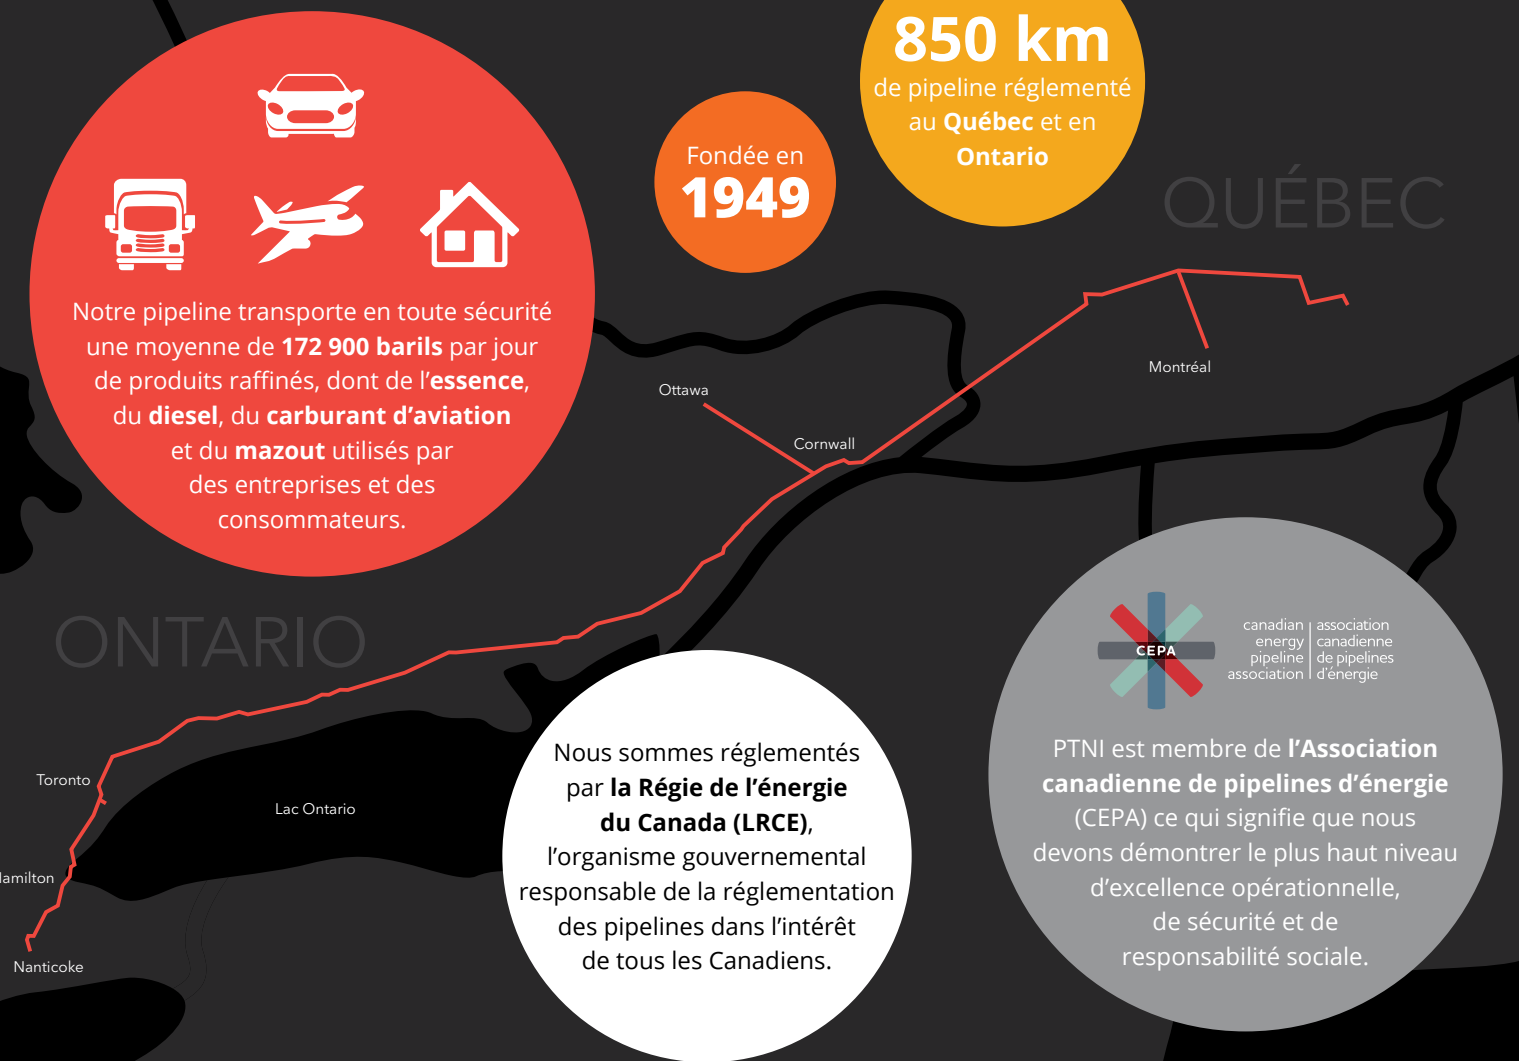 850 km
de pipeline réglementé
au Québec et en
Ontario
Fondée en
1949
QUÉBEC
Notre pipeline transporte en toute sécurité
une moyenne de 172 900 barils par jour
de produits raffinés, dont de l’essence,
du diesel, du carburant d’aviation
et du mazout utilisés par
des entreprises et des
consommateurs.
Montréal
Ottawa
Cornwall
ONTARIO
Toronto
Lac Ontario
amilton
Nanticoke
Nous sommes réglementés
par la Régie de l’énergie
du Canada (LRCE),
l’organisme gouvernemental
responsable de la réglementation
des pipelines dans l’intérêt
de tous les Canadiens.
CEPA
canadian
energy
pipeline
association
association
canadienne
de pipelines
d’énergie
PTNI est membre de l’Association
canadienne de pipelines d’énergie
(CEPA) ce qui signifie que nous
devons démontrer le plus haut niveau
d’excellence opérationnelle,
de sécurité et de
responsabilité sociale.